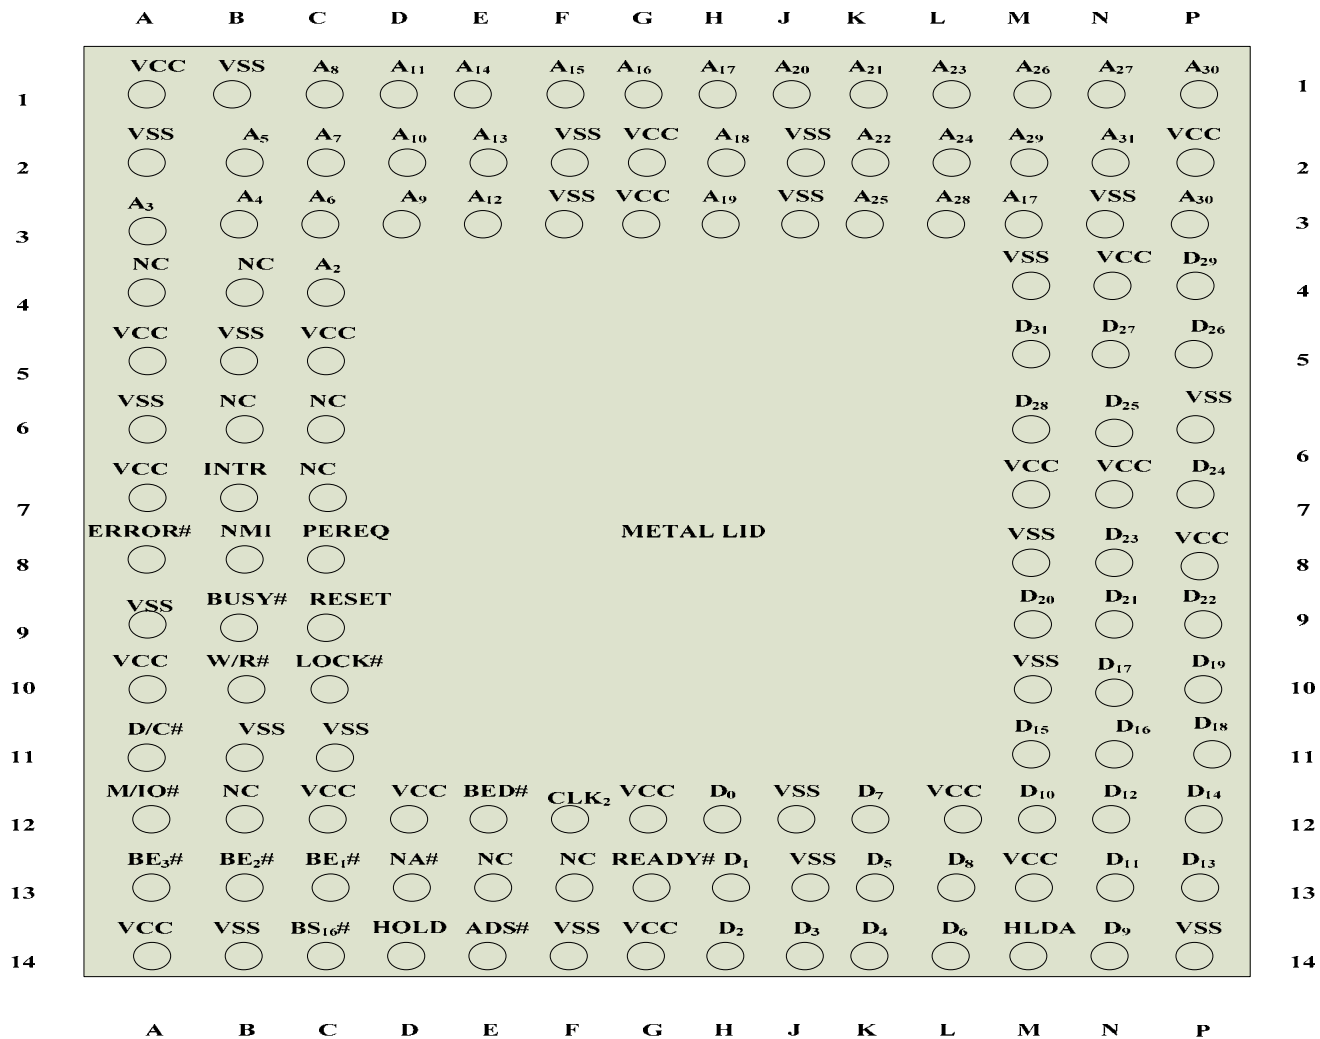 A B C D E F G H J K L M N P
VCC VSS A₈ A₁₁ A₁₄ A₁₅ A₁₆ A₁₇ A₂₀ A₂₁ A₂₃ A₂₆ A₂₇ A₃₀
1 1
VSS A₅ A₇ A₁₀ A₁₃ VSS VCC A₁₈ VSS A₂₂ A₂₄ A₂₉ A₃₁ VCC
2 2
A₃ A₄ A₆ A₉ A₁₂ VSS VCC A₁₉ VSS A₂₅ A₂₈ A₁₇ VSS A₃₀
3 3
NC NC A₂ VSS VCC D₂₉
4 4
VCC VSS VCC D₃₁ D₂₇ D₂₆
5 5
VSS NC NC D₂₈ D₂₅ VSS
6 6
VCC INTR NC VCC VCC D₂₄
7 7
ERROR# NMI PEREQ METAL LID VSS D₂₃ VCC
8 8
VSS BUSY# RESET D₂₀ D₂₁ D₂₂
9 9
VCC W/R# LOCK# VSS D₁₇ D₁₉
10 10
D/C# VSS VSS D₁₅ D₁₆ D₁₈
11 11
M/IO# NC VCC VCC BED# CLK₂ VCC D₀ VSS D₇ VCC D₁₀ D₁₂ D₁₄
12 12
BE₃# BE₂# BE₁# NA# NC NC READY# D₁ VSS D₅ D₈ VCC D₁₁ D₁₃
13 13
VCC VSS BS₁₆# HOLD ADS# VSS VCC D₂ D₃ D₄ D₆ HLDA D₉ VSS
14 14
A B C D E F G H J K L M N P